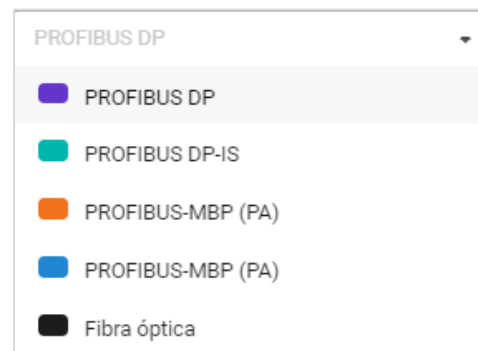 PROFIBUS DP
PROFIBUS DP
PROFIBUS DP-IS
PROFIBUS-MBP (PA)
PROFIBUS-MBP (PA)
Fibra óptica